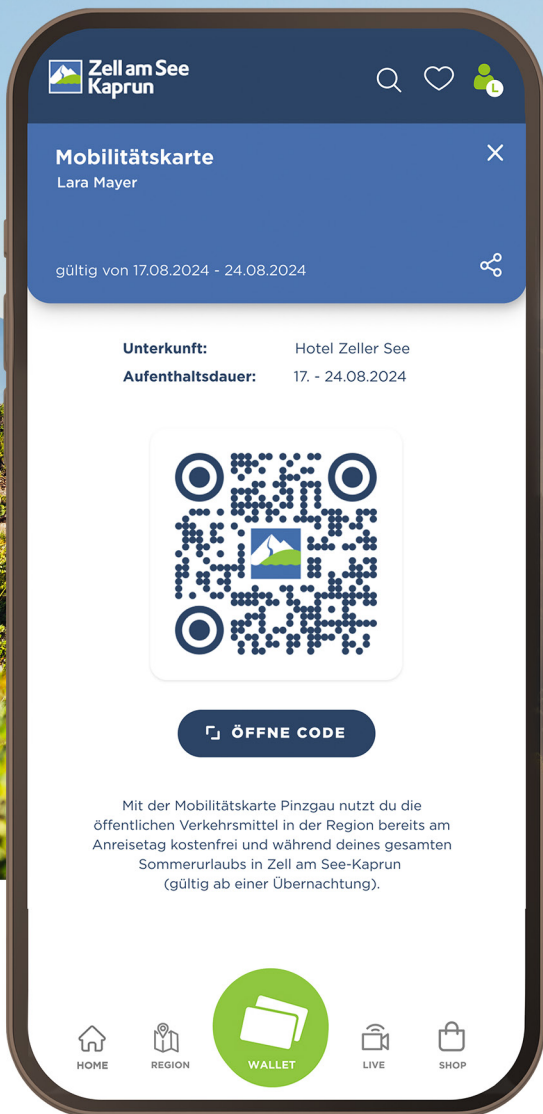 Zell am See
Kaprun
L
Mobilitätskarte
Lara Mayer
gültig von 17.08.2024 - 24.08.2024
Unterkunft: Hotel Zeller See
Aufenthaltsdauer: 17. - 24.08.2024
ÖFFNE CODE
Mit der Mobilitätskarte Pinzgau nutzt du die
öffentlichen Verkehrsmittel in der Region bereits am
Anreisetag kostenfrei und während deines gesamten
Sommerurlaubs in Zell am See-Kaprun
(gültig ab einer Übernachtung).
HOME REGION WALLET LIVE SHOP